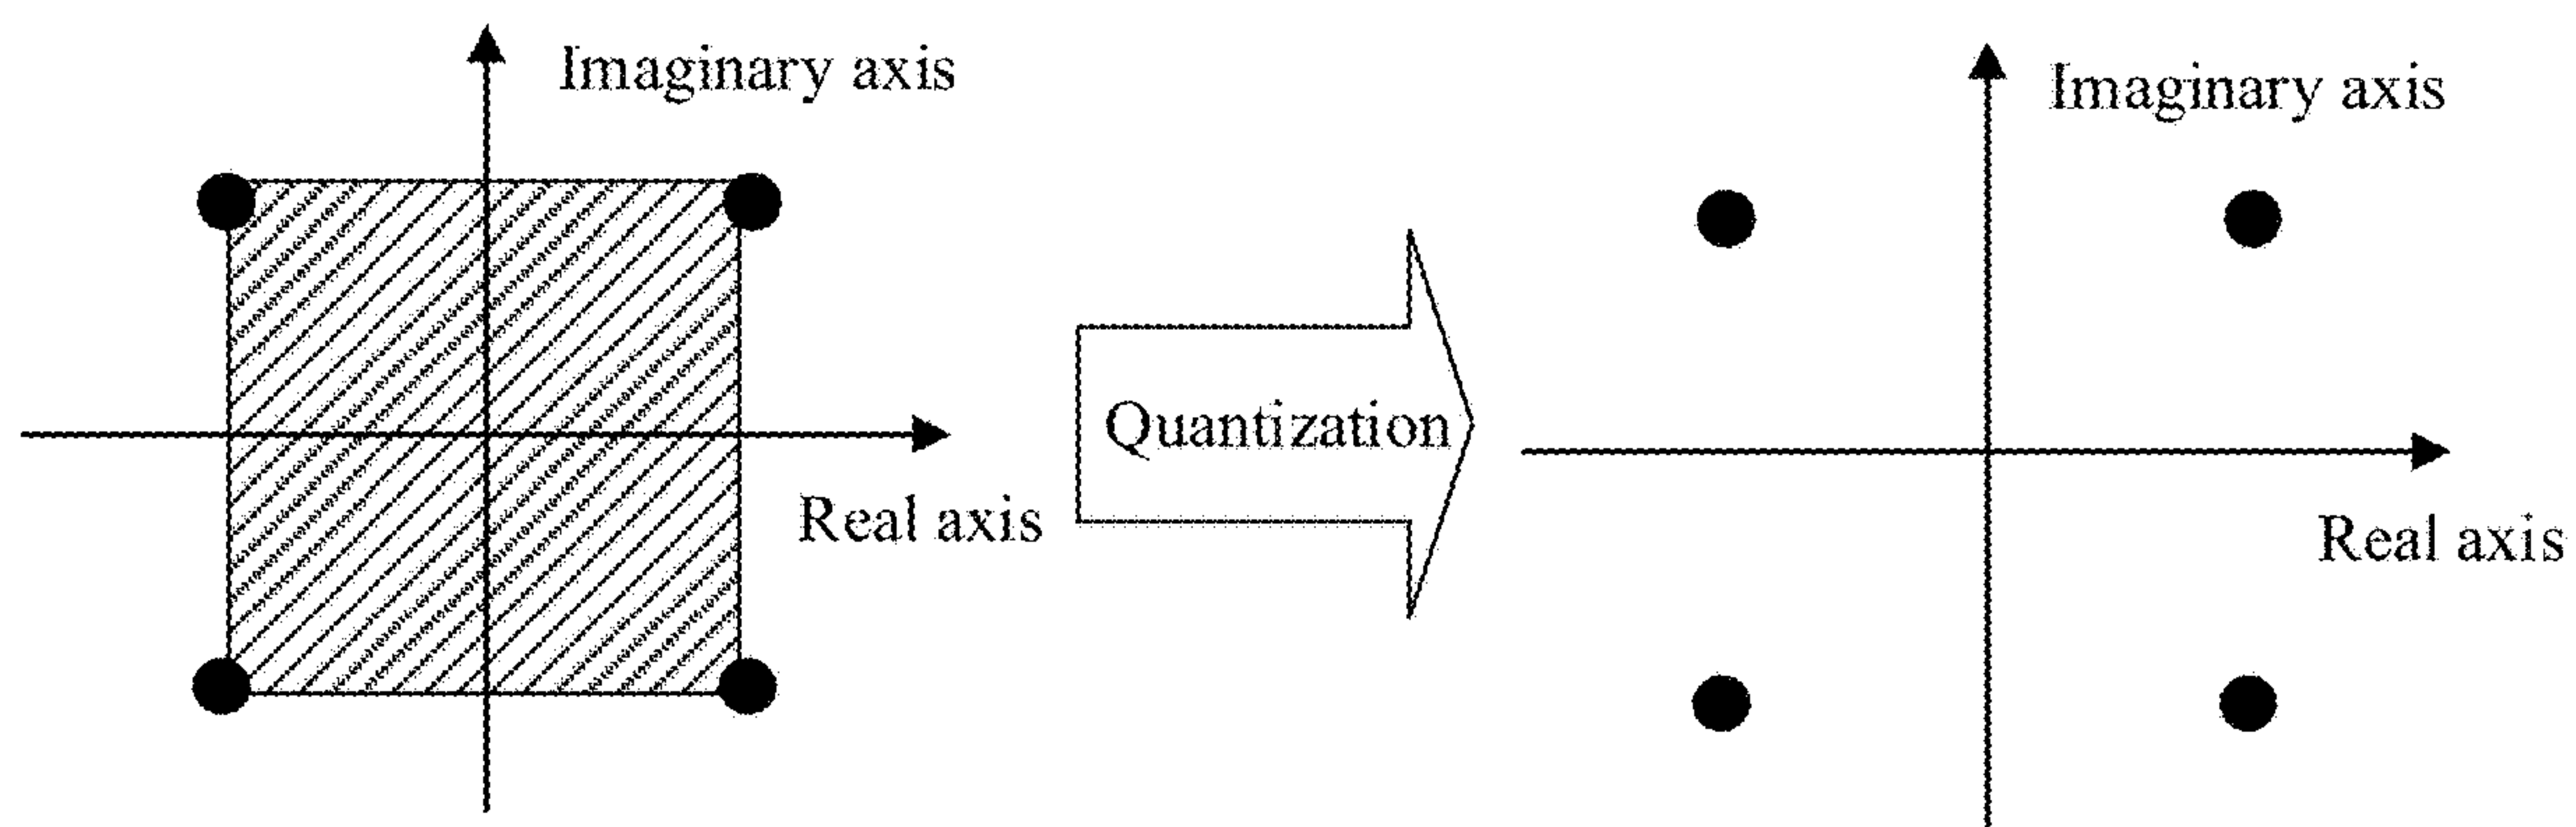 Imaginary axis
Real axis
Quantization
Imaginary axis
Real axis